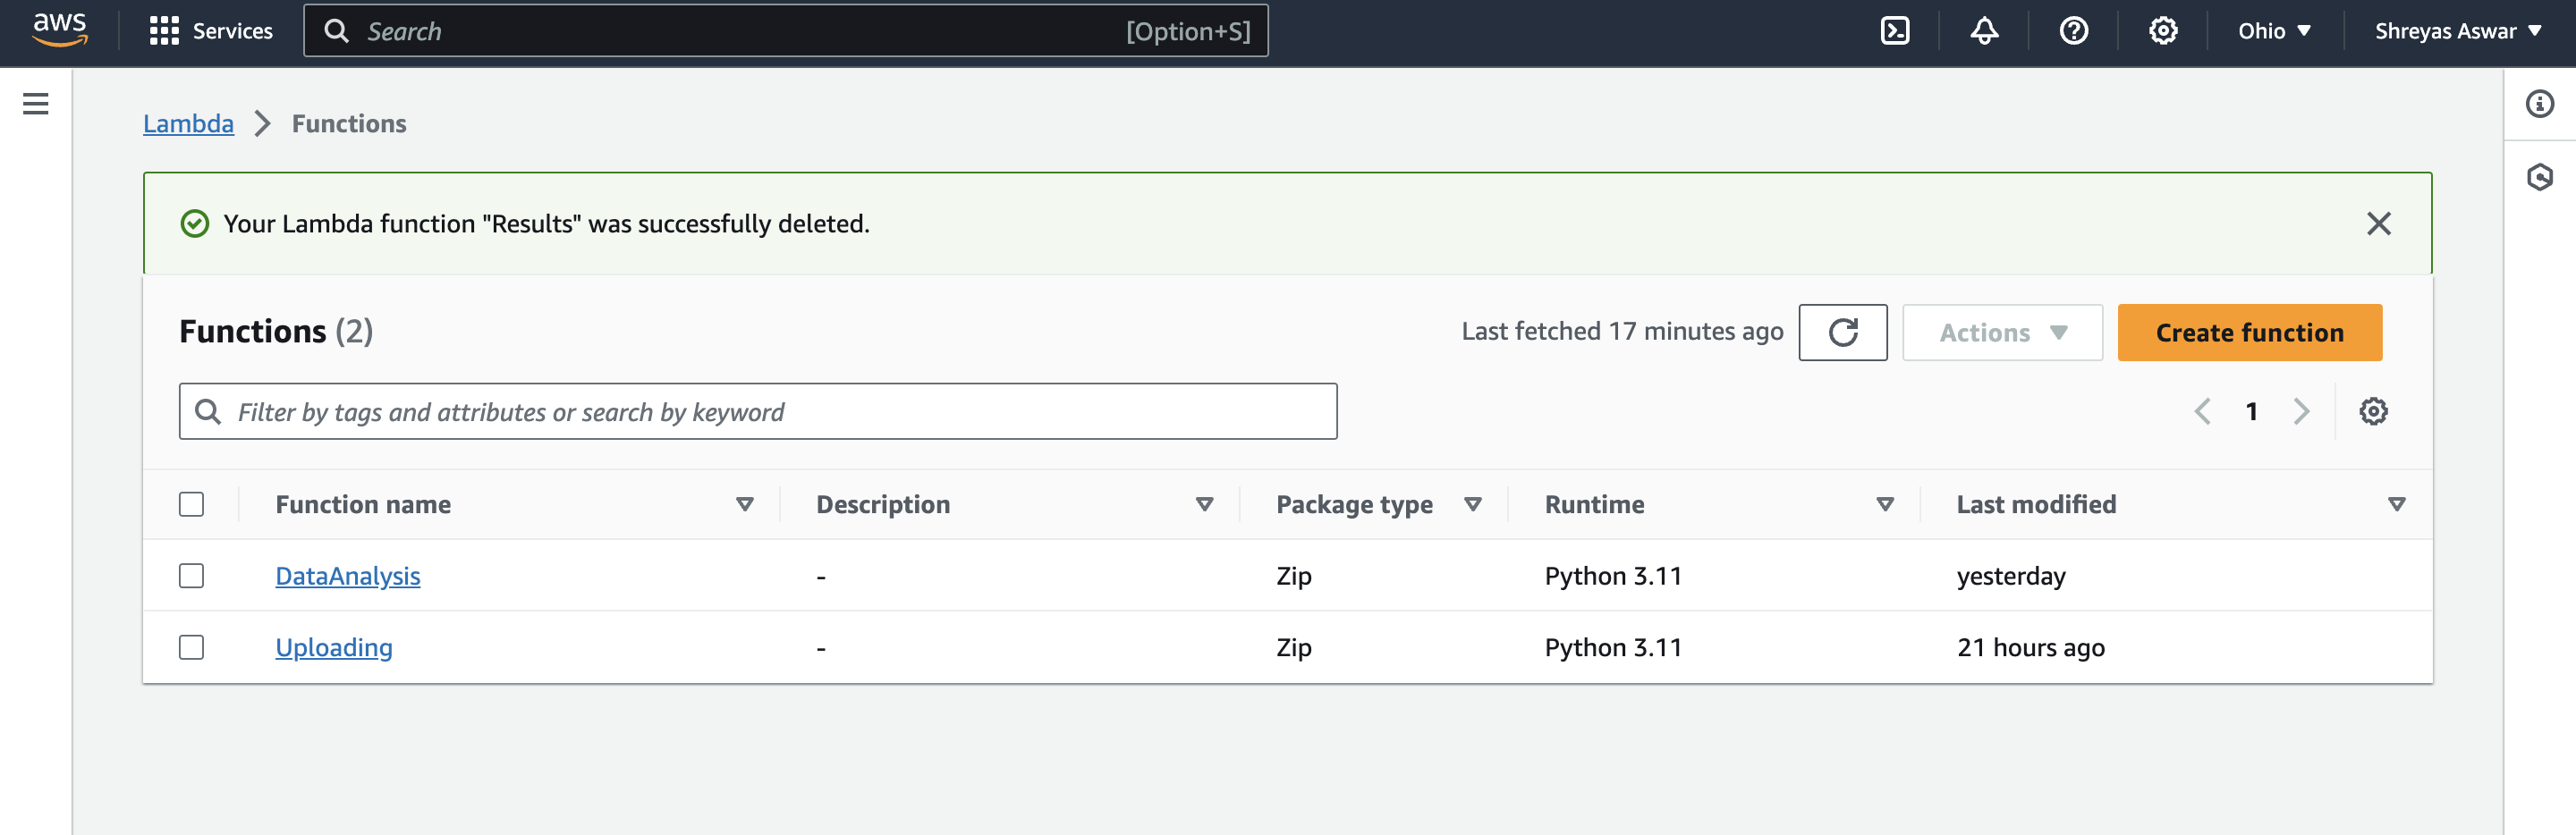 aws Services Search [Option+S] Ohio Shreyas Aswar
Lambda Functions
Your Lambda function "Results" was successfully deleted.
Functions (2) Last fetched 17 minutes ago Actions Create function
Filter by tags and attributes or search by keyword 1
Function name Description Package type Runtime Last modified
DataAnalysis - Zip Python 3.11 yesterday
Uploading - Zip Python 3.11 21 hours ago